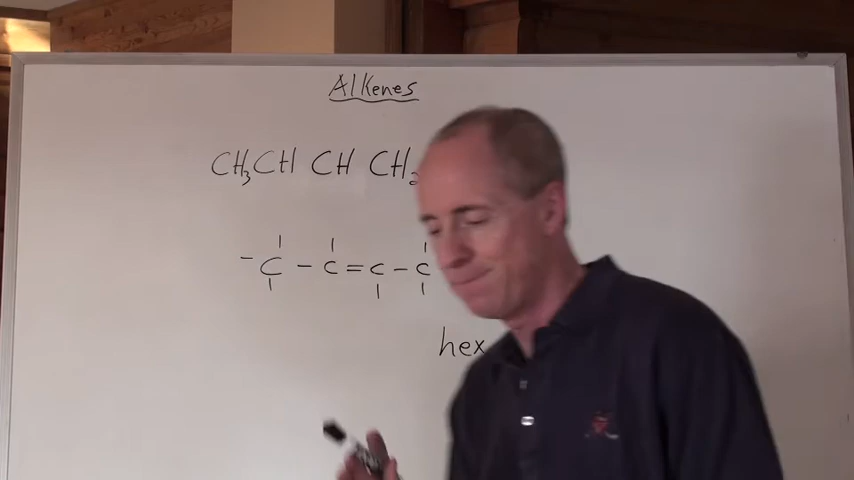 Alkenes
CH₃CH CH CH₂
- C - C = C - C
hex